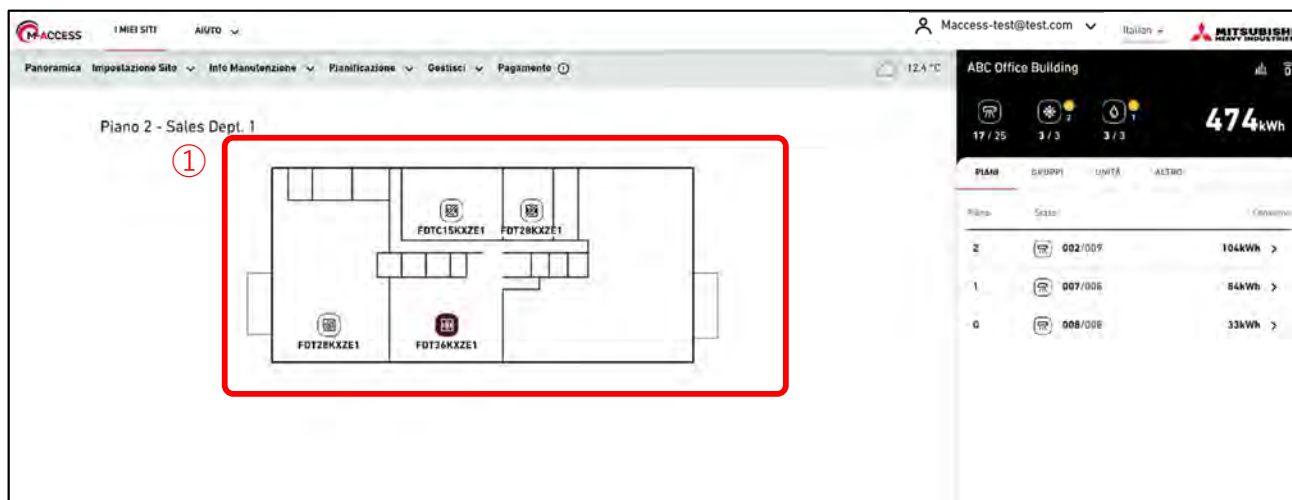 M-ACCESS
I MIEI SITI
AIUTO
Maccess-test@test.com
Italian
MITSUBISHI
HEAVY INDUSTRIES
Panoramica Impostazione Sito Info Manutenzione Pianificazione Gestisci Pagamento
12.4 °C
ABC Office Building
17 / 25
2
3 / 3
1
3 / 3
474kWh
PIANI GRUPPI UNITÀ ALTRO
Piano Stato Consumo
2 002/009 104kWh >
1 007/008 84kWh >
0 008/008 33kWh >
Piano 2 - Sales Dept. 1
①
FDTC15KXZE1 FDT28KXZE1
FDT28KXZE1 FDT36KXZE1